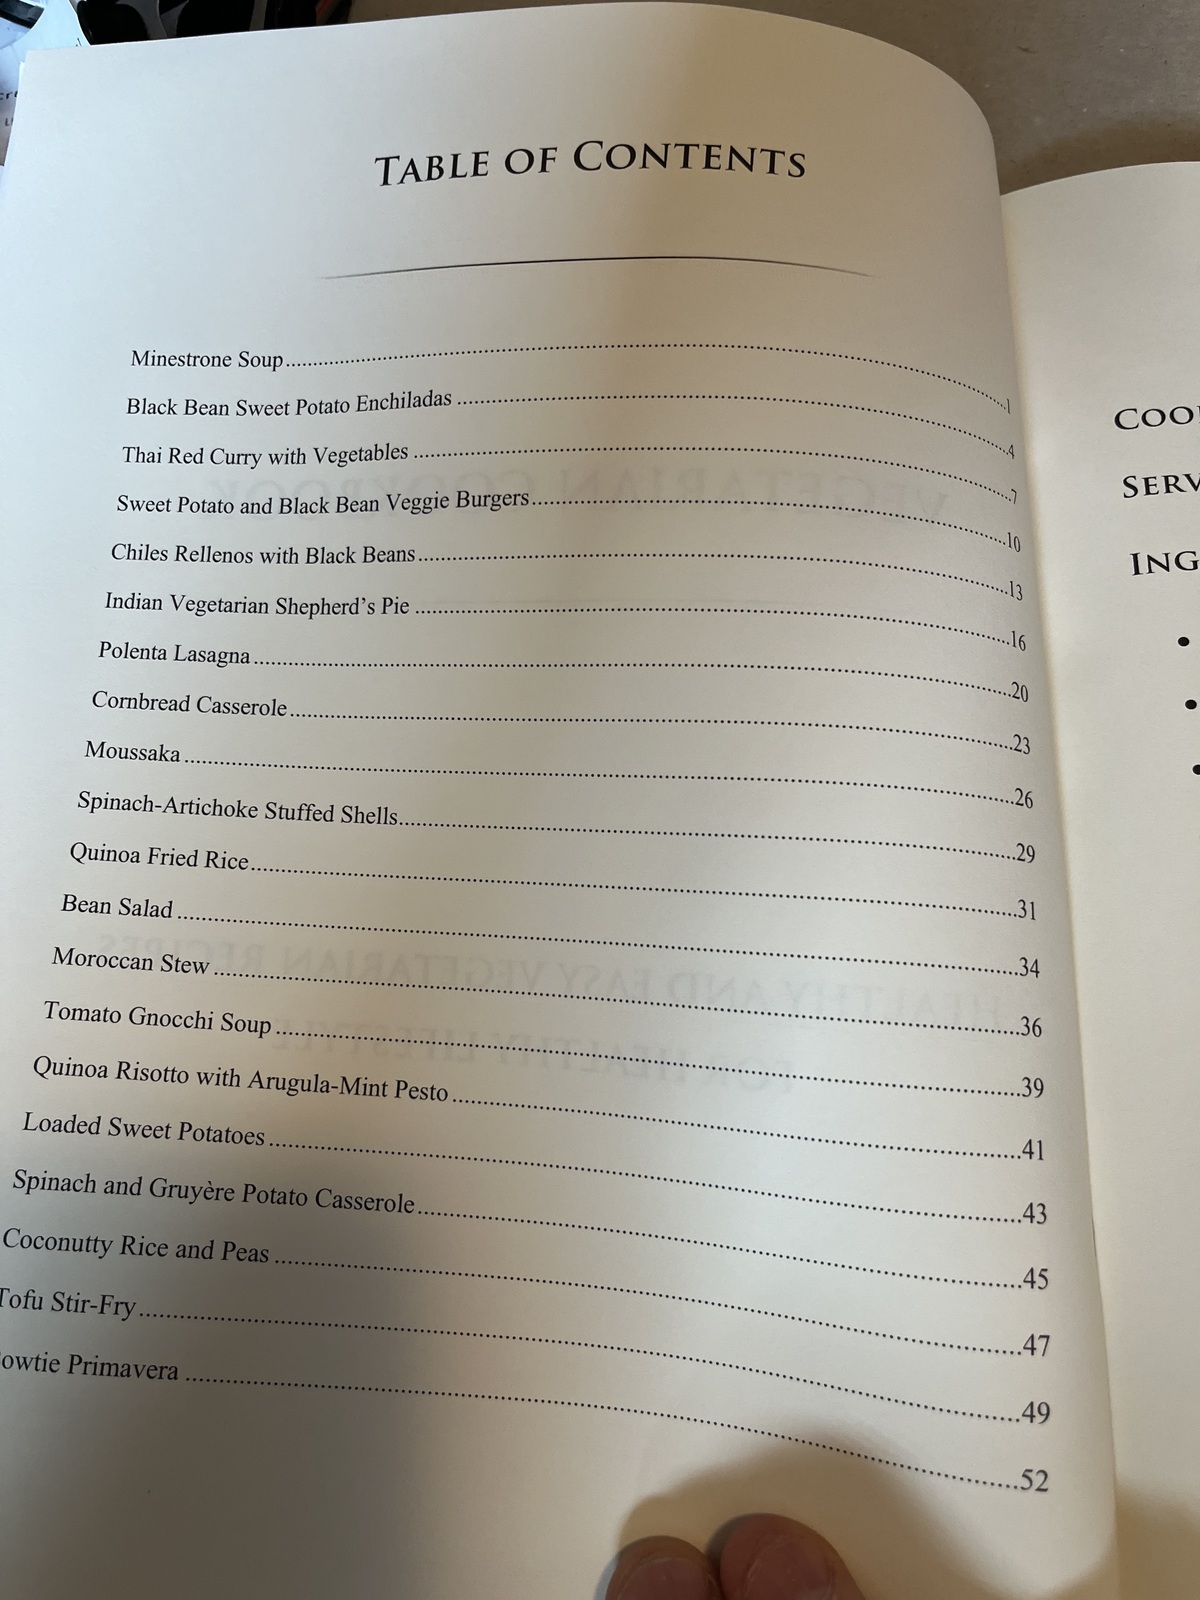 TABLE OF CONTENTS
Minestrone Soup........1
Black Bean Sweet Potato Enchiladas........4
Thai Red Curry with Vegetables........7
Sweet Potato and Black Bean Veggie Burgers........10
Chiles Rellenos with Black Beans........13
Indian Vegetarian Shepherd's Pie........16
Polenta Lasagna........20
Cornbread Casserole........23
Moussaka........26
Spinach-Artichoke Stuffed Shells........29
Quinoa Fried Rice........31
Bean Salad........34
Moroccan Stew........36
Tomato Gnocchi Soup........39
Quinoa Risotto with Arugula-Mint Pesto........41
Loaded Sweet Potatoes........43
Spinach and Gruyère Potato Casserole........45
Coconutty Rice and Peas........47
Tofu Stir-Fry........49
owtie Primavera........52
COO
SERV
ING